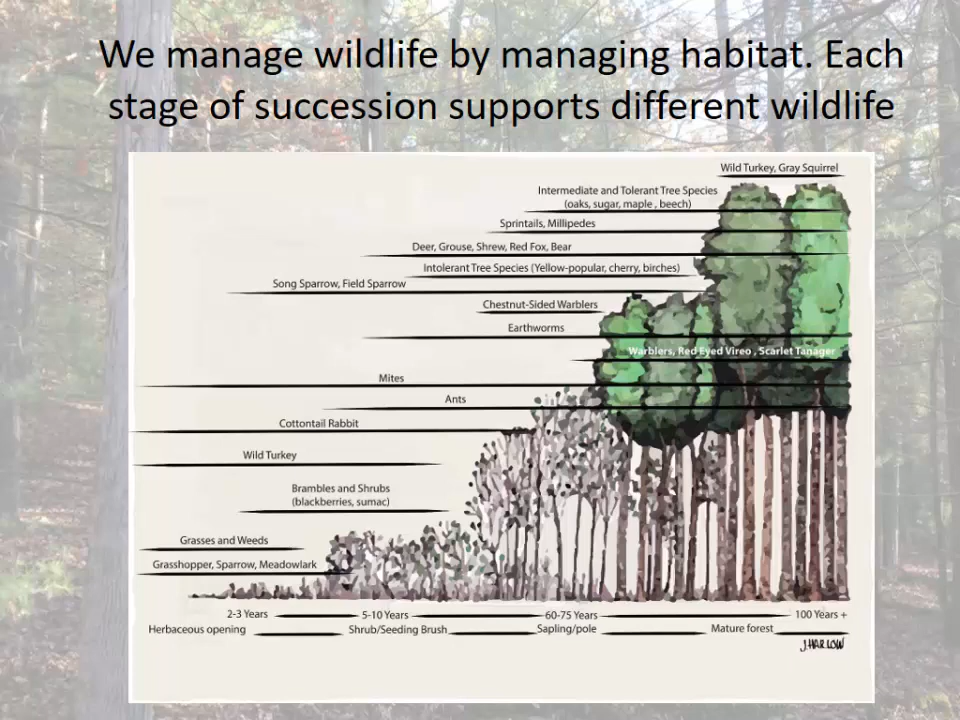 We manage wildlife by managing habitat. Each
stage of succession supports different wildlife
Wild Turkey, Gray Squirrel
Intermediate and Tolerant Tree Species
(oaks, sugar, maple , beech)
Sprintails, Millipedes
Deer, Grouse, Shrew, Red Fox, Bear
Intolerant Tree Species (Yellow-popular, cherry, birches)
Song Sparrow, Field Sparrow
Chestnut-Sided Warblers
Earthworms
Warblers, Red Eyed Vireo , Scarlet Tanager
Mites
Ants
Cottontail Rabbit
Wild Turkey
Brambles and Shrubs
(blackberries, sumac)
Grasses and Weeds
Grasshopper, Sparrow, Meadowlark
2-3 Years 5-10 Years 60-75 Years 100 Years +
Herbaceous opening Shrub/Seeding Brush Sapling/pole Mature forest
J.HARLOW